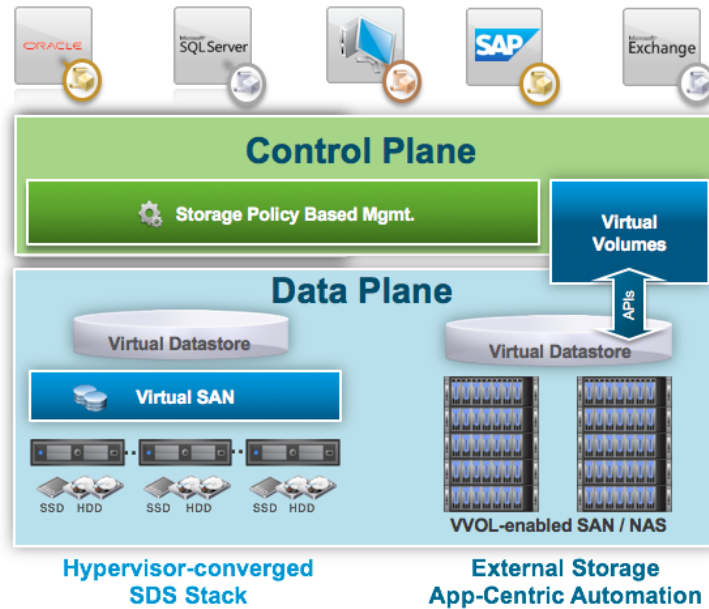 ORACLE
Microsoft
SQL Server
SAP
Microsoft
Exchange
Control Plane
Storage Policy Based Mgmt.
Virtual
Volumes
Data Plane
APIs
Virtual Datastore
Virtual Datastore
Virtual SAN
SSD HDD
SSD HDD
SSD HDD
VVOL-enabled SAN / NAS
Hypervisor-converged
SDS Stack
External Storage
App-Centric Automation